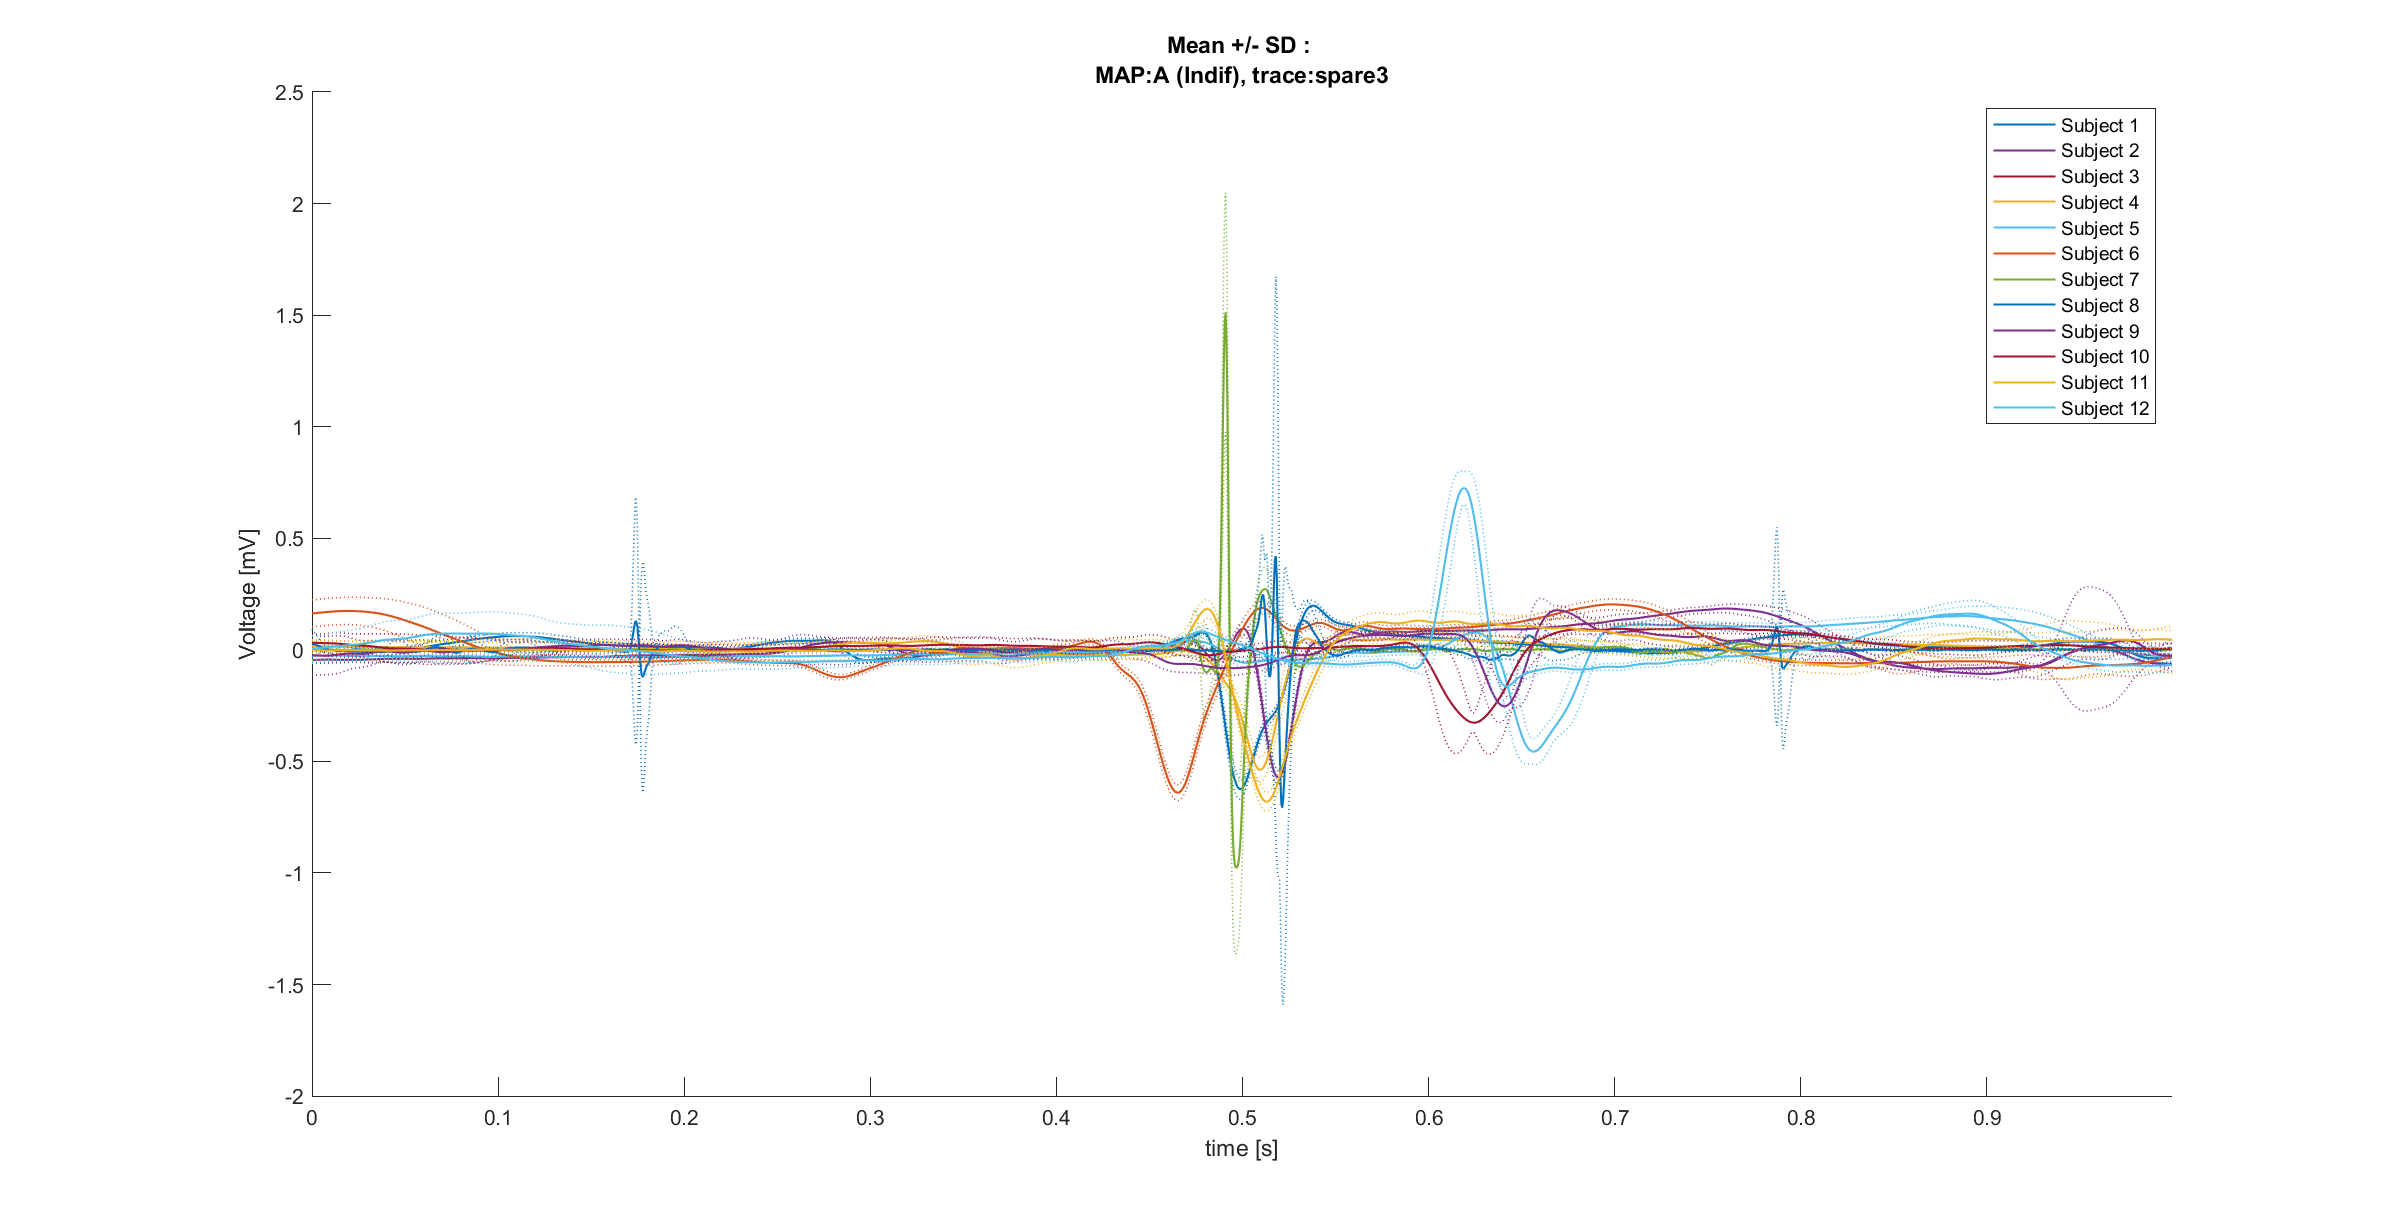 Mean +/- SD :
MAP:A (Indif), trace:spare3
2.5
2
1.5
1
0.5
0
-0.5
-1
-1.5
-2
Voltage [mV]
0 0.1 0.2 0.3 0.4 0.5 0.6 0.7 0.8 0.9
time [s]
Subject 1
Subject 2
Subject 3
Subject 4
Subject 5
Subject 6
Subject 7
Subject 8
Subject 9
Subject 10
Subject 11
Subject 12